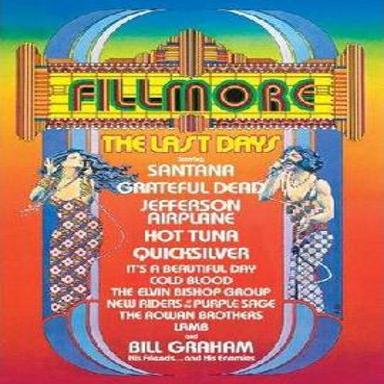 FILLMORE
THE LAST DAYS
starring
SANTANA
GRATEFUL DEAD
JEFFERSON
AIRPLANE
HOT TUNA
QUICKSILVER
IT'S A BEAUTIFUL DAY
COLD BLOOD
THE ELVIN BISHOP GROUP
NEW RIDERS OF THE PURPLE SAGE
THE ROWAN BROTHERS
LAMB
and
BILL GRAHAM
His Friends... and His Enemies